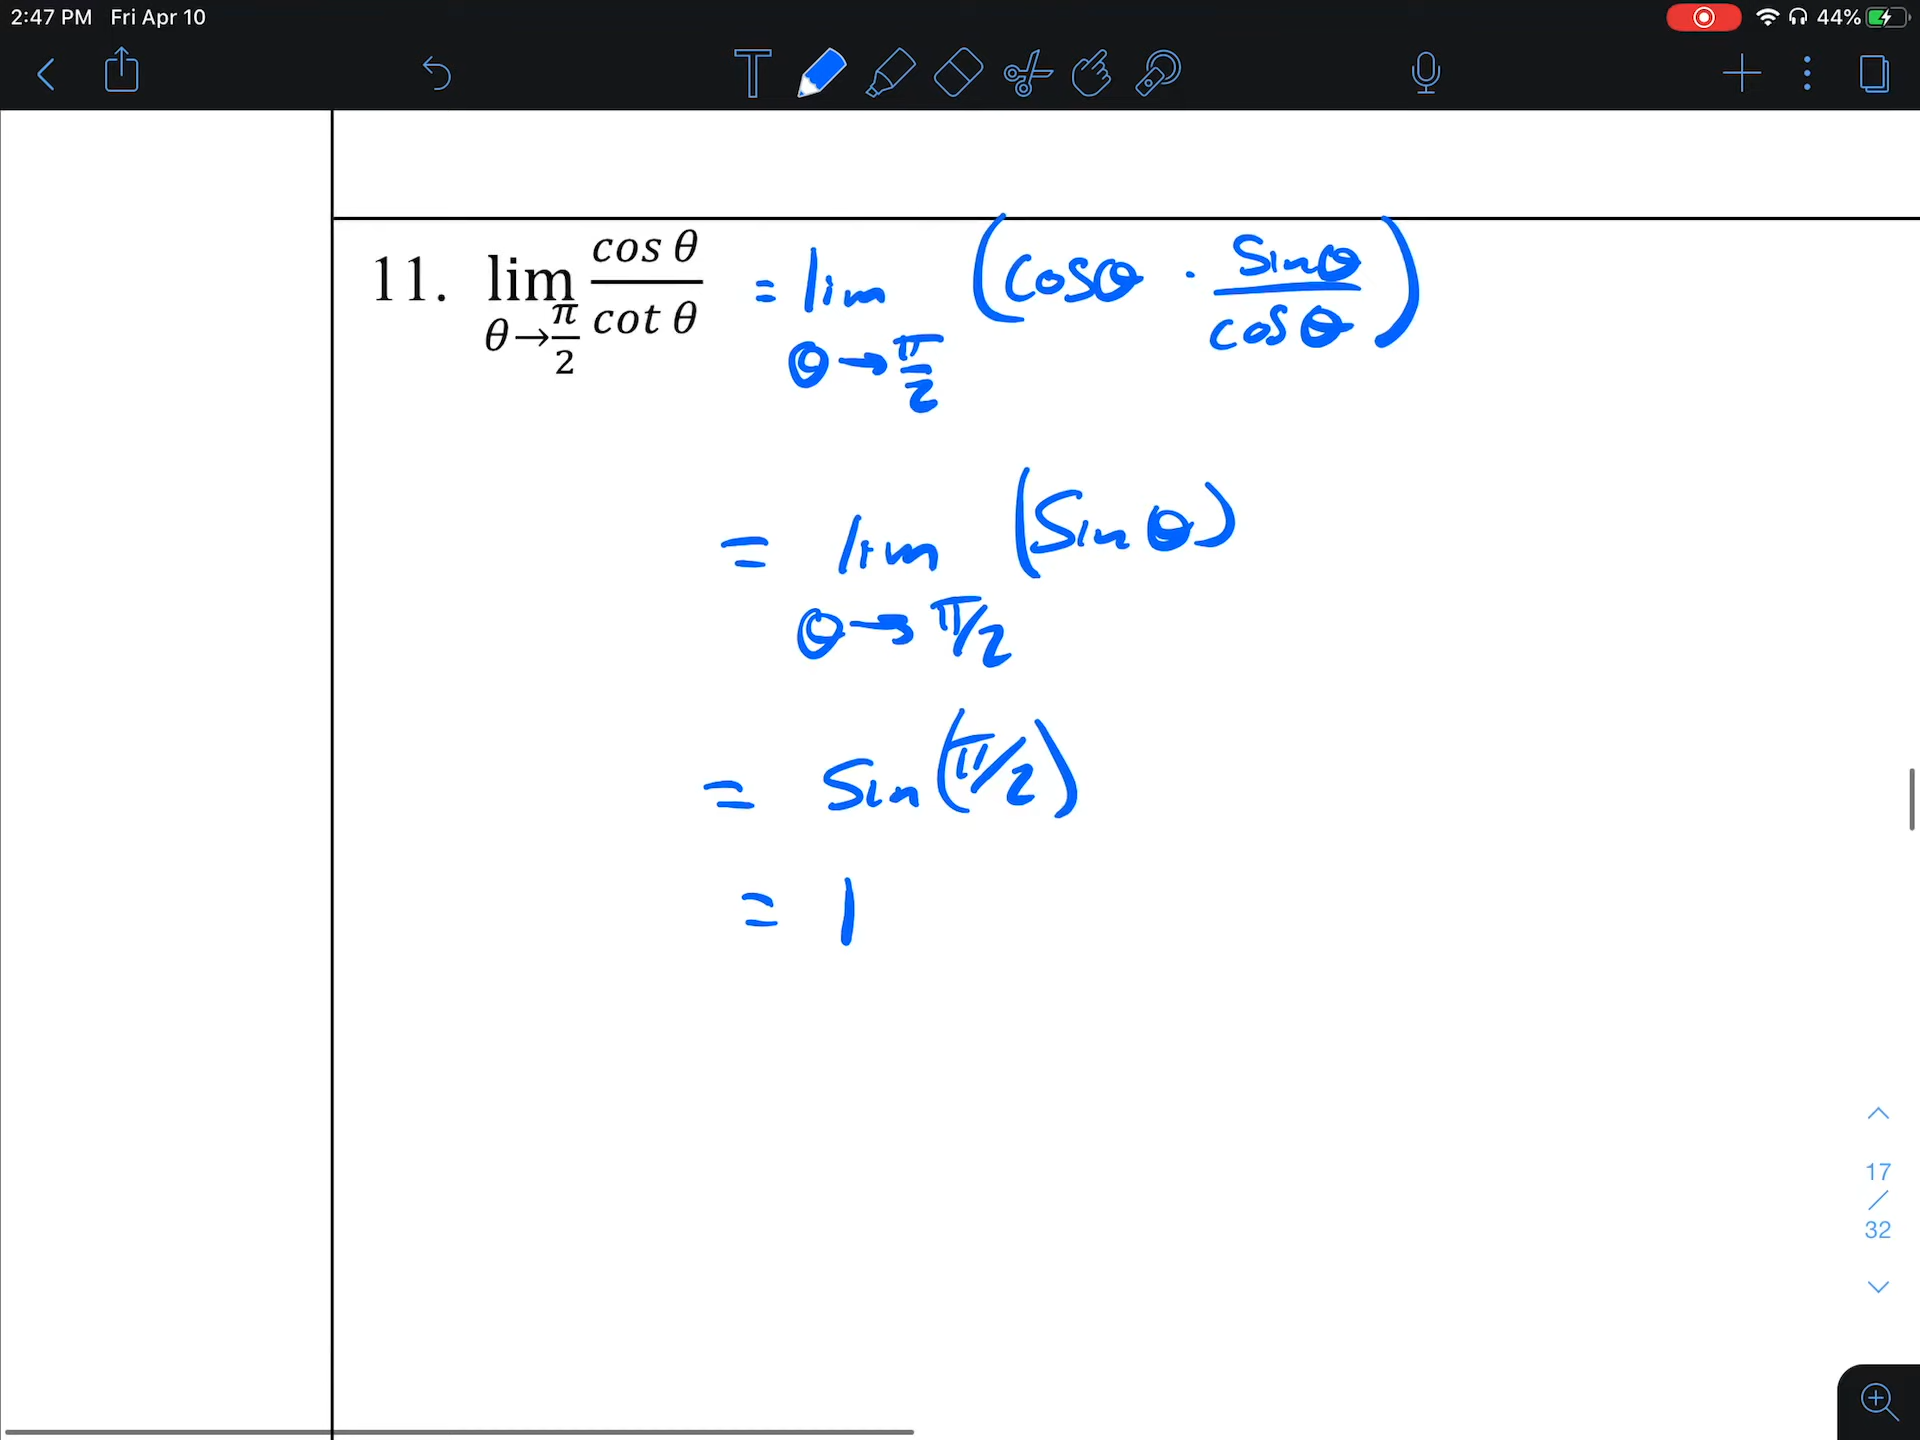 2:47 PM Fri Apr 10 44%
11. lim θ→π/2 cos θ / cot θ = lim θ→π/2 (cosθ · sinθ / cosθ)
= lim θ→π/2 (sin θ)
= sin(π/2)
= 1
17
/
32